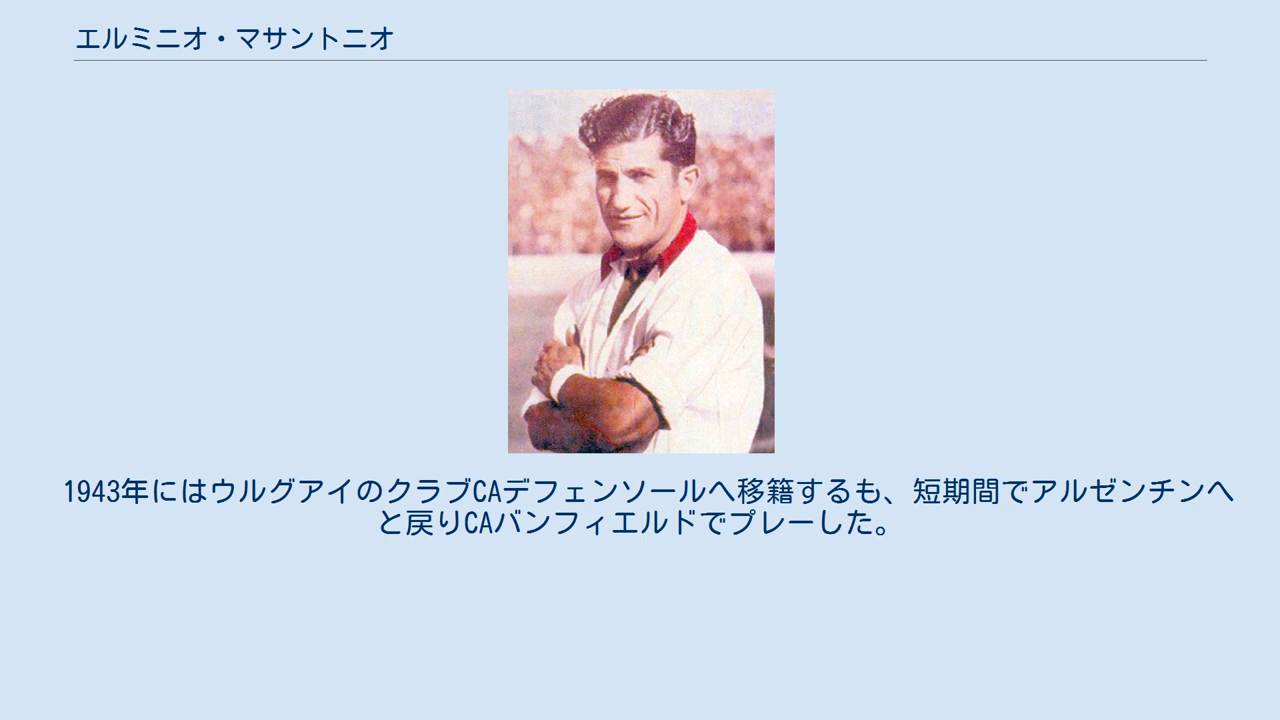 エルミニオ・マサントニオ
1943年にはウルグアイのクラブCAデフェンソールへ移籍するも、短期間でアルゼンチンへ
と戻りCAバンフィエルドでプレーした。